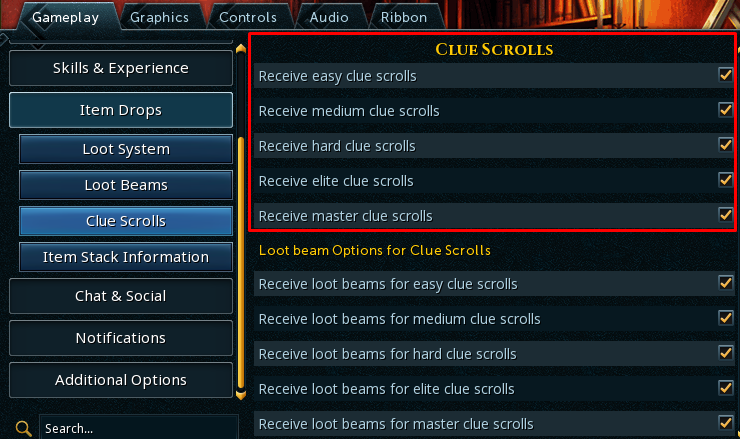 Gameplay Graphics Controls Audio Ribbon
Skills & Experience
Item Drops
Loot System
Loot Beams
Clue Scrolls
Item Stack Information
Chat & Social
Notifications
Additional Options
Search...
CLUE SCROLLS
Receive easy clue scrolls
Receive medium clue scrolls
Receive hard clue scrolls
Receive elite clue scrolls
Receive master clue scrolls
Loot beam Options for Clue Scrolls
Receive loot beams for easy clue scrolls
Receive loot beams for medium clue scrolls
Receive loot beams for hard clue scrolls
Receive loot beams for elite clue scrolls
Receive loot beams for master clue scrolls